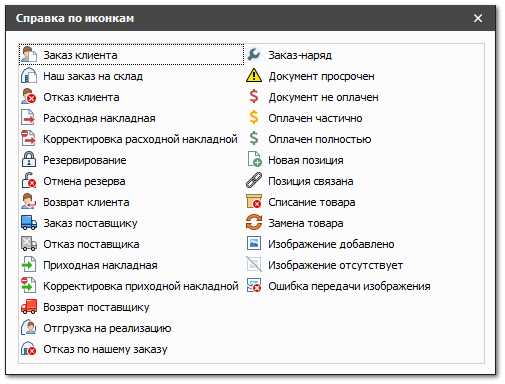 Справка по иконкам
Заказ клиента
Наш заказ на склад
Отказ клиента
Расходная накладная
Корректировка расходной накладной
Резервирование
Отмена резерва
Возврат клиента
Заказ поставщику
Отказ поставщика
Приходная накладная
Корректировка приходной накладной
Возврат поставщику
Отгрузка на реализацию
Отказ по нашему заказу
Заказ-наряд
Документ просрочен
Документ не оплачен
Оплачен частично
Оплачен полностью
Новая позиция
Позиция связана
Списание товара
Замена товара
Изображение добавлено
Изображение отсутствует
Ошибка передачи изображения